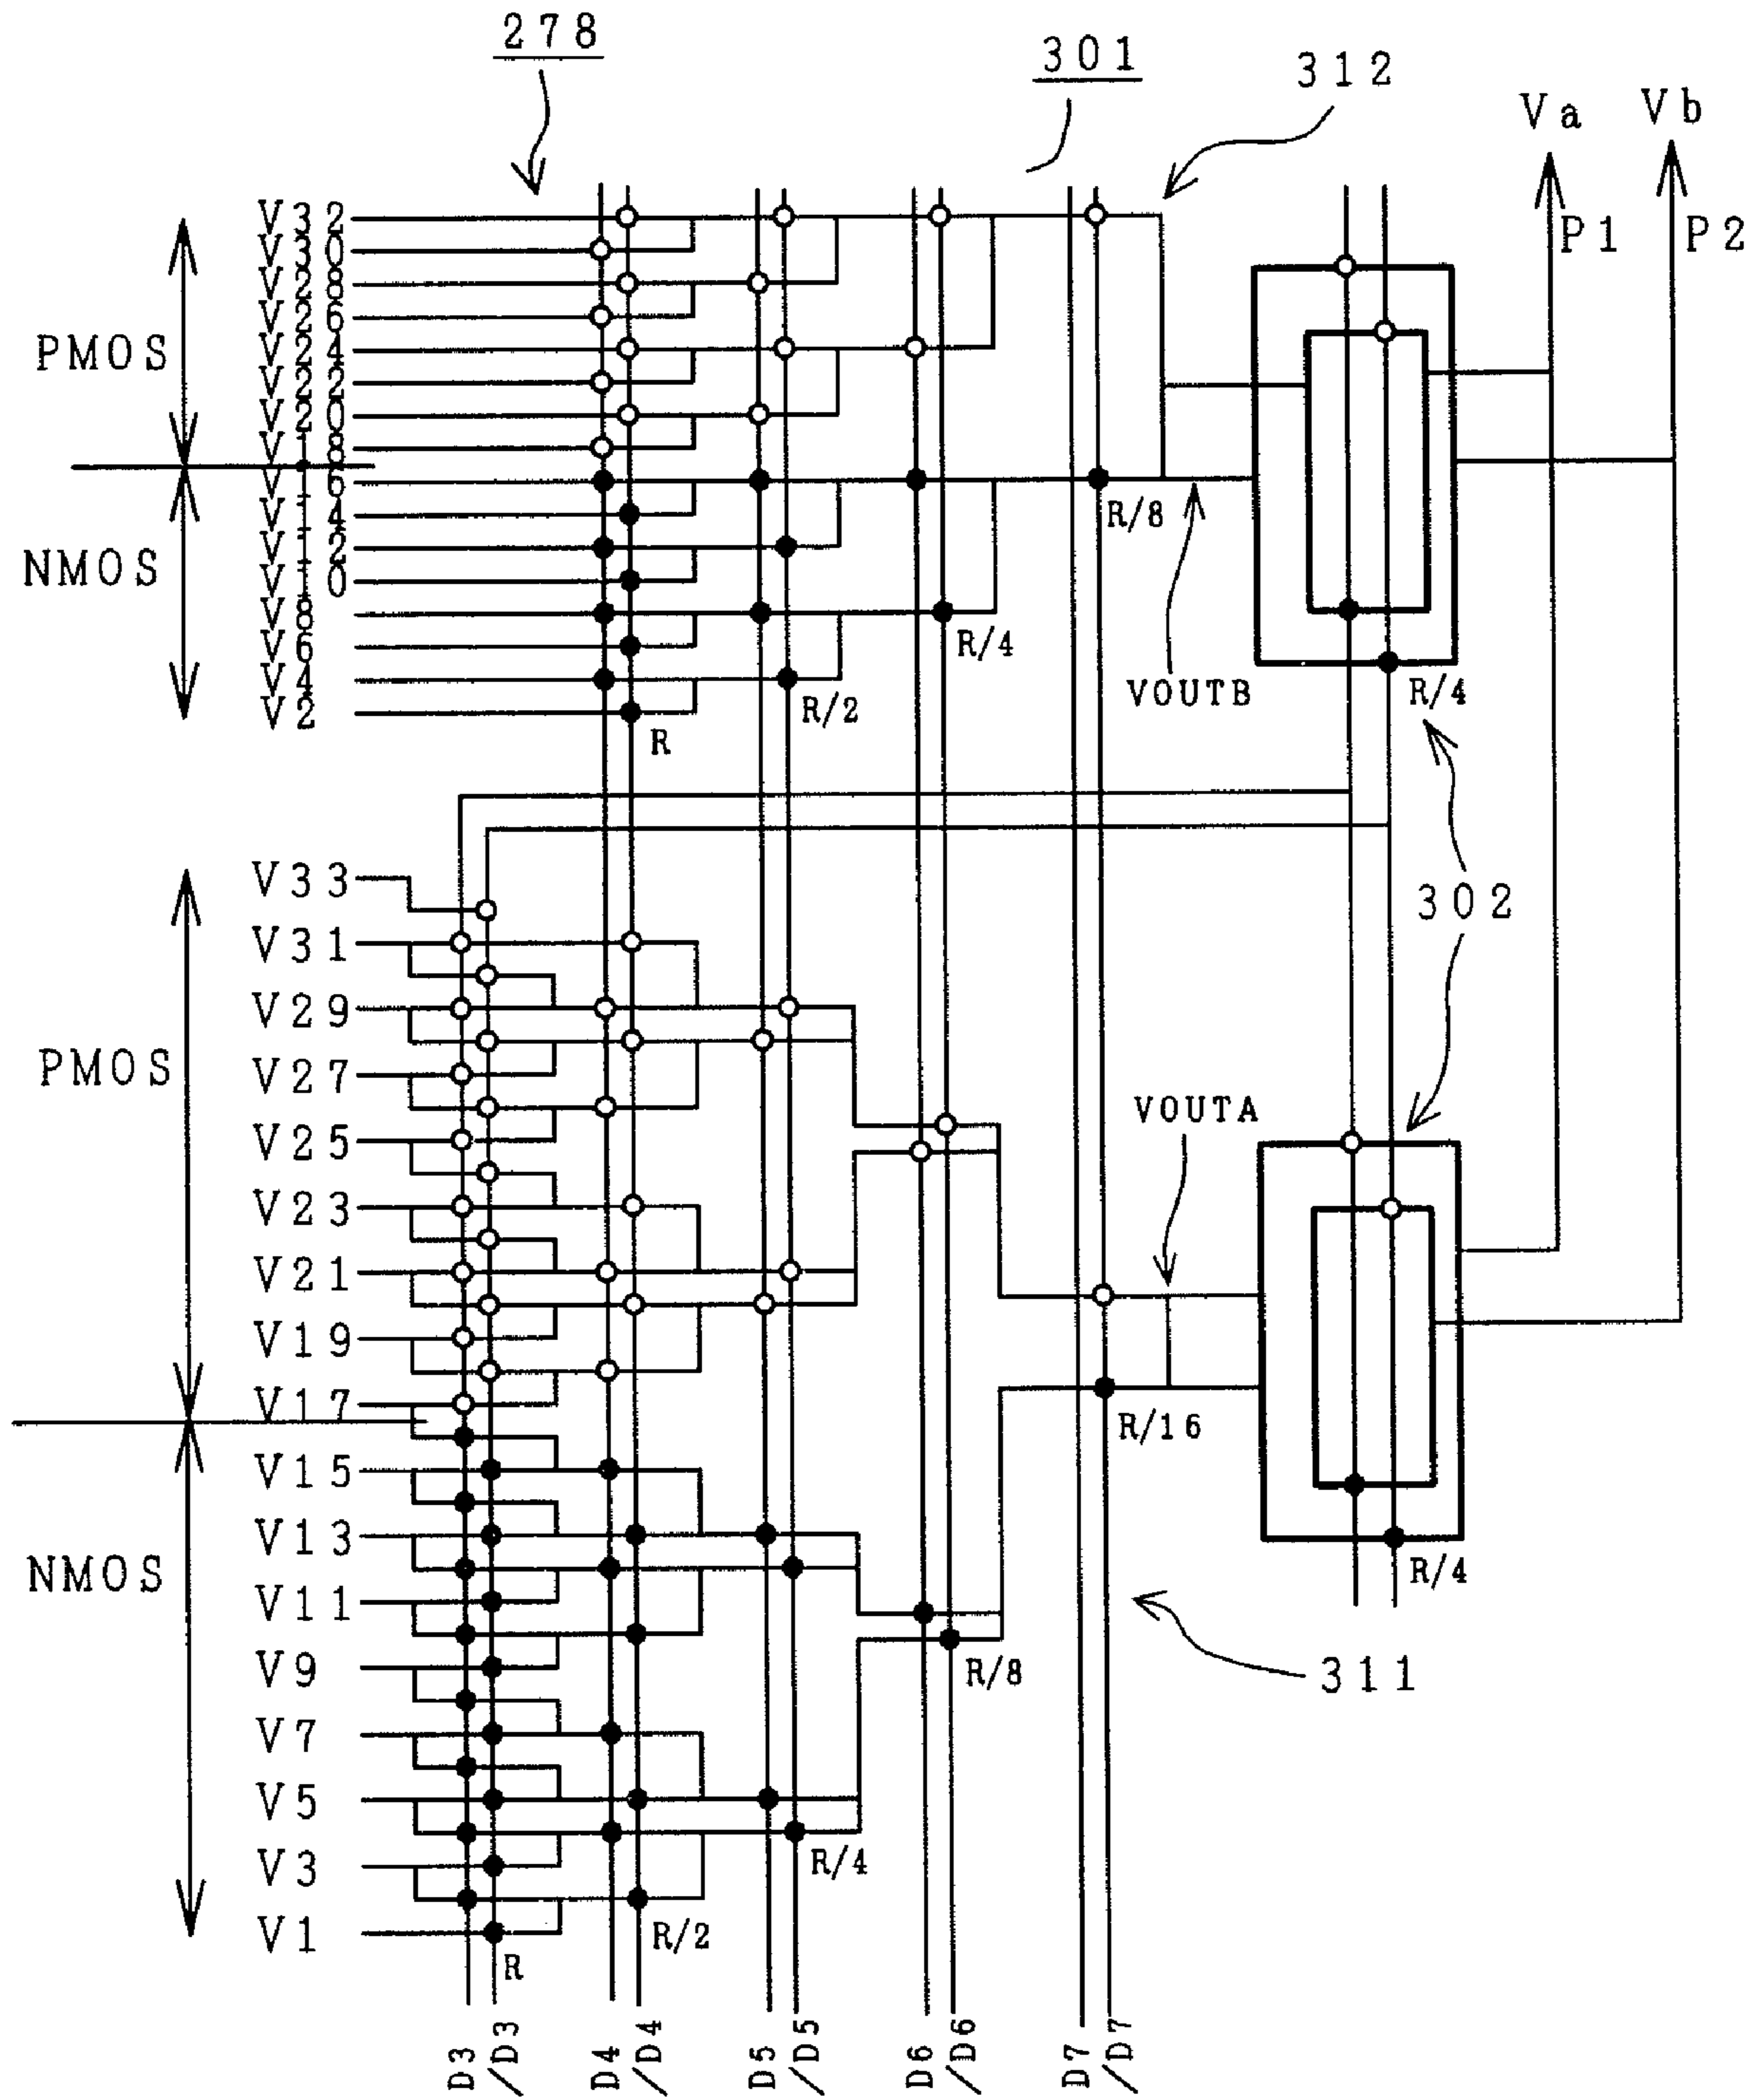 278
301
312
Va
Vb
P1
P2
V32
V30
V28
V26
V24
V22
V20
V18
V16
V14
V12
V10
V8
V6
V4
V2
PMOS
NMOS
R
R/2
R/4
R/8
VOUTB
R/4
302
V33
V31
V29
V27
V25
V23
V21
V19
V17
V15
V13
V11
V9
V7
V5
V3
V1
PMOS
NMOS
VOUTA
R/16
R/4
R/8
311
R/4
R/2
R
D3
/D3
D4
/D4
D5
/D5
D6
/D6
D7
/D7